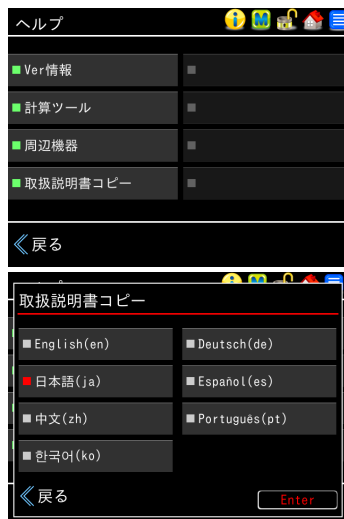 ヘルプ
Ver情報
計算ツール
周辺機器
取扱説明書コピー
戻る
取扱説明書コピー
English(en)
Deutsch(de)
日本語(ja)
Español(es)
中文(zh)
Português(pt)
한국어(ko)
戻る
Enter